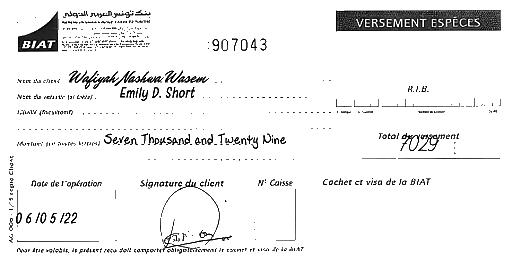 بنك تونس العربي الدولي
BIAT
VERSEMENT ESPÈCES
907043
Nom du client Wafiyah Nashwa Wasem
Nom du remettant (si tiers) Emily D. Short
R.I.B.
Libellé (facultatif)
Montant (en toutes lettres) Seven Thousand and Twenty Nine
Total du versement
7029
Date de l'opération
Signature du client
N° Caisse
Cachet et visa de la BIAT
06/05/22
Pour être valable, le présent reçu doit comporter obligatoirement le cachet et visa de la BIAT